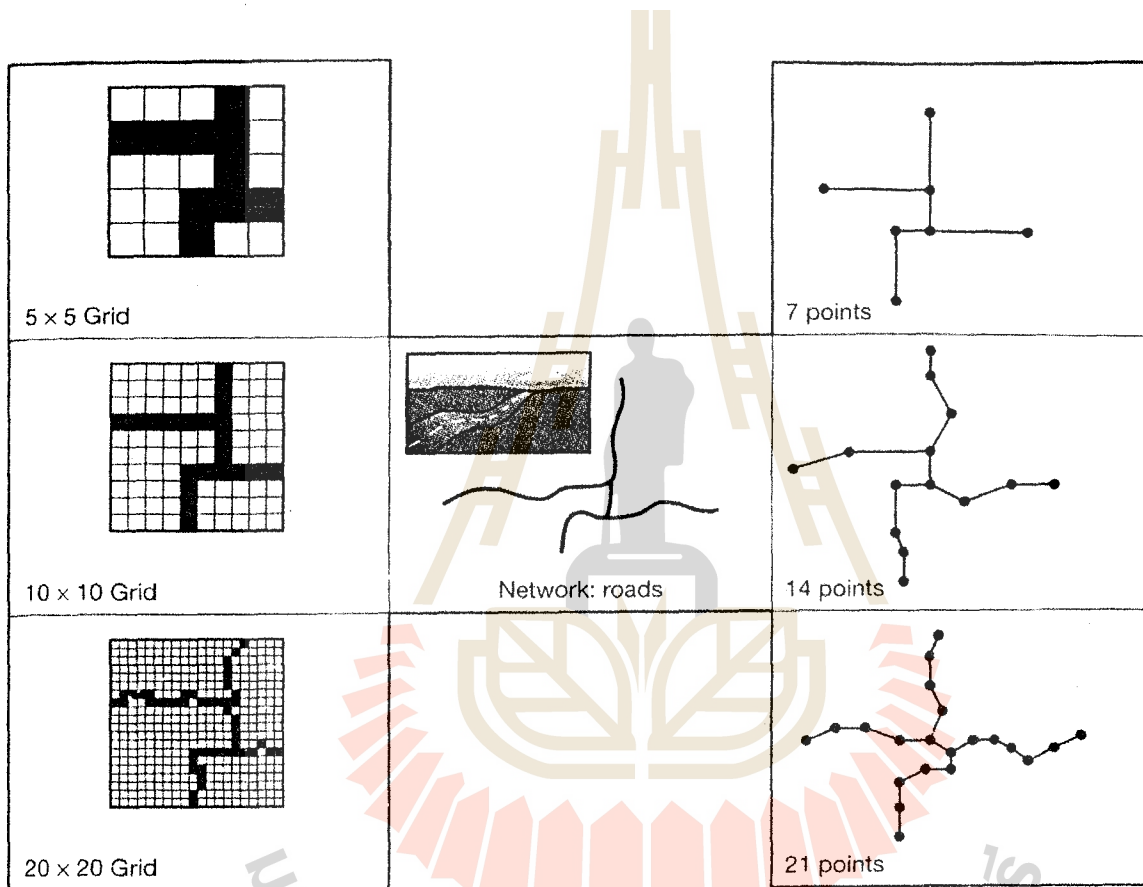 5 × 5 Grid
7 points
10 × 10 Grid
Network: roads
14 points
20 × 20 Grid
21 points